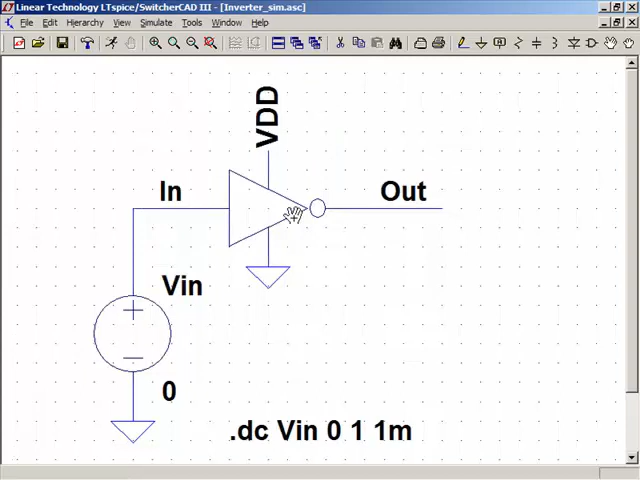 Linear Technology LTspice/SwitcherCAD III - [Inverter_sim.asc]
File Edit Hierarchy View Simulate Tools Window Help
VDD
In
Out
Vin
0
.dc Vin 0 1 1m